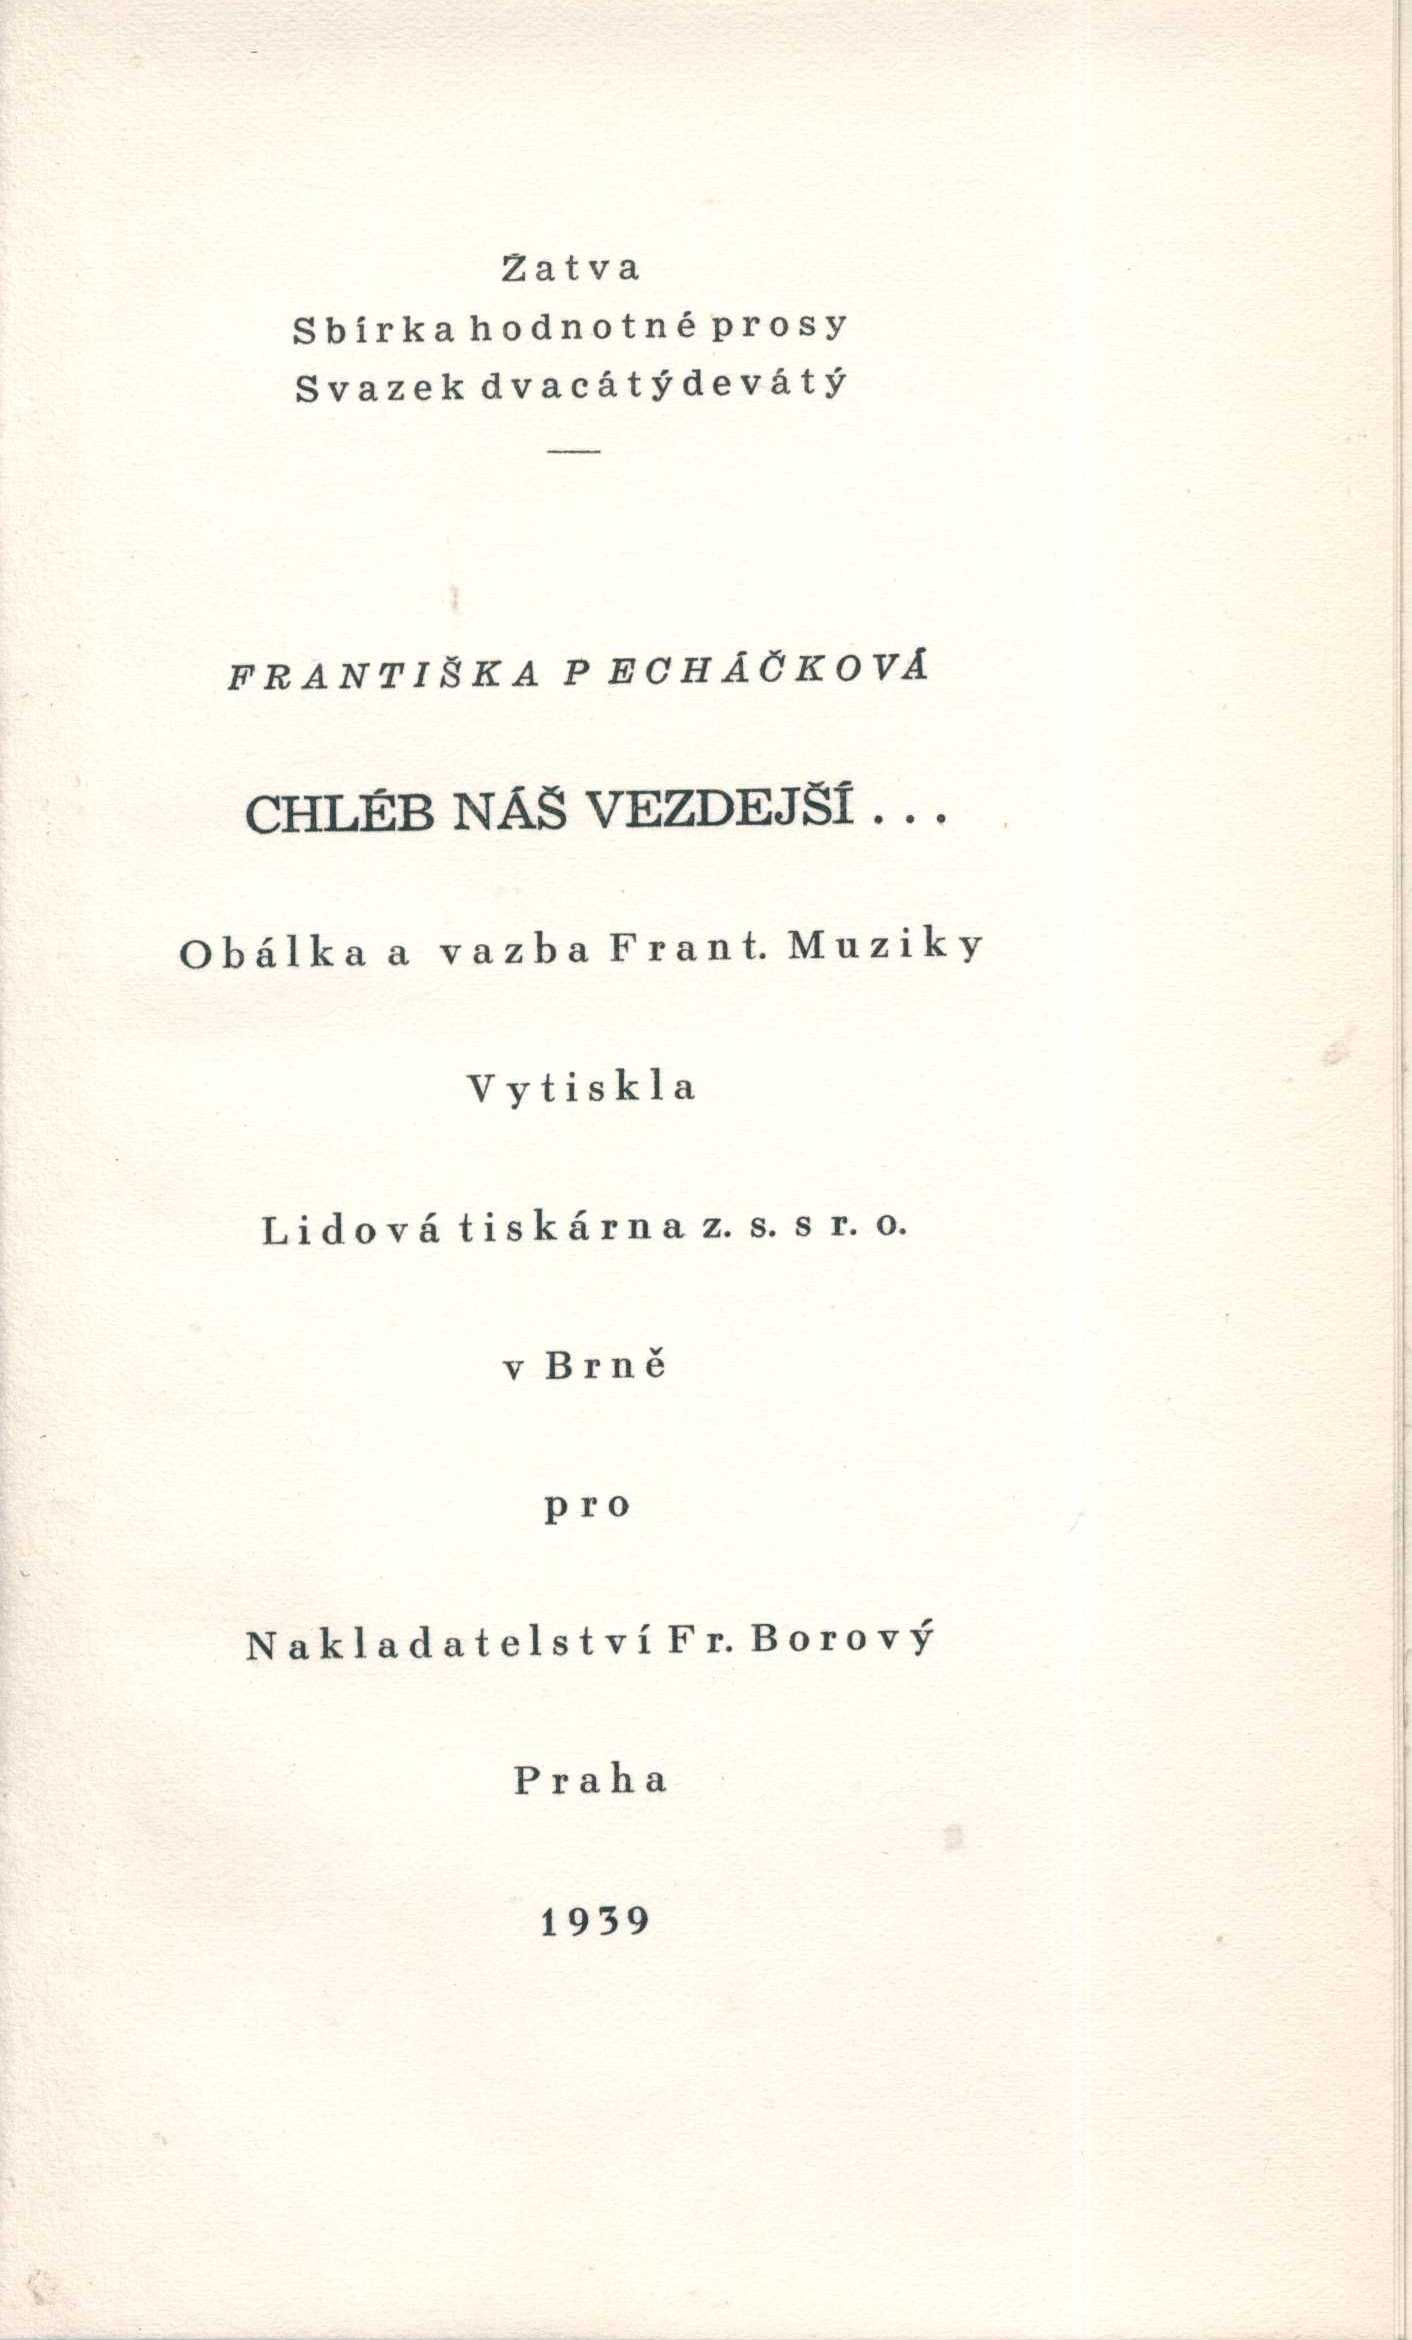 Žatva
Sbírka hodnotné prosy
Svazek dvacátýdevátý
FRANTIŠKA PECHÁČKOVÁ
CHLÉB NÁŠ VEZDEJŠÍ...
Obálka a vazba Frant. Muziky
Vytiskla
Lidová tiskárna z. s. s r. o.
v Brně
pro
Nakladatelství Fr. Borový
Praha
1939